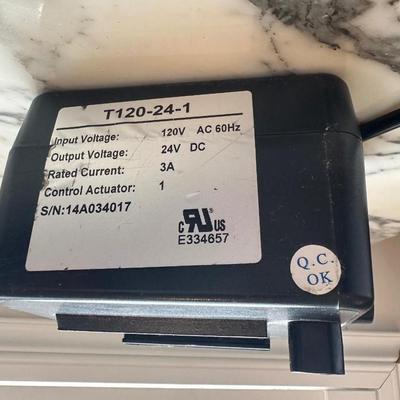 T120-24-1
Input Voltage: 120V AC 60Hz
Output Voltage: 24V DC
Rated Current: 3A
Control Actuator: 1
S/N:14A034017
c RU US
E334657
Q.C.
OK